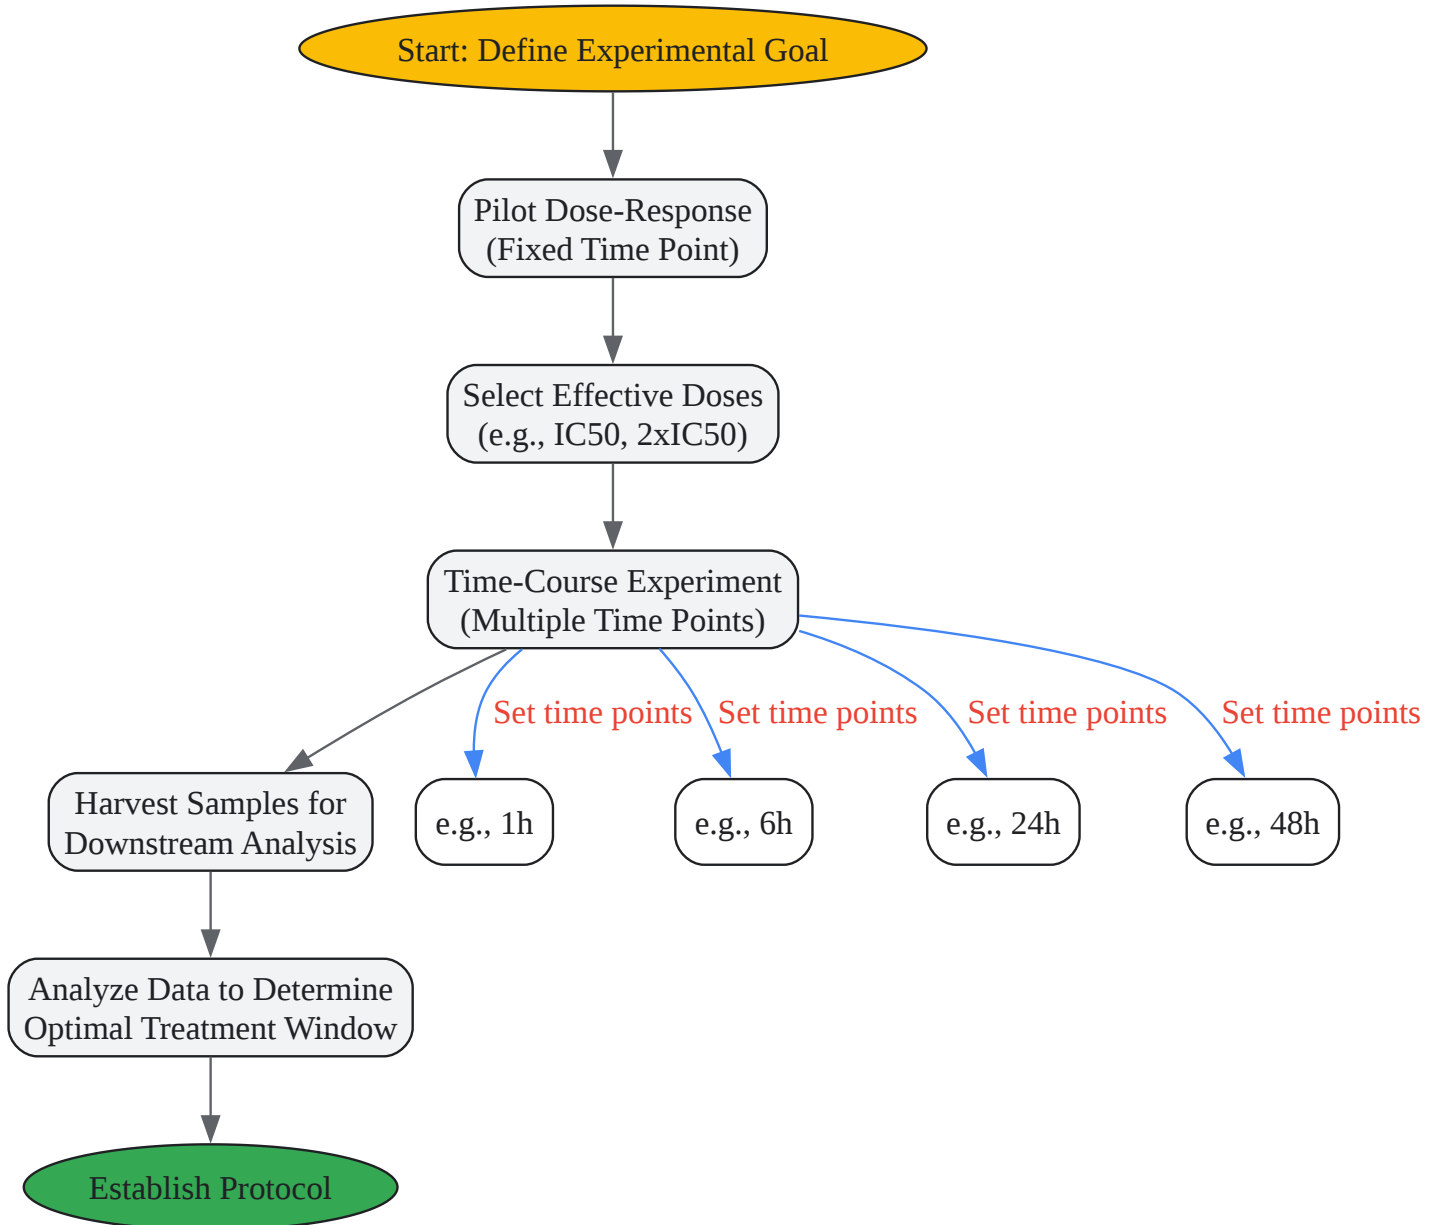 Start: Define Experimental Goal
Pilot Dose-Response
(Fixed Time Point)
Select Effective Doses
(e.g., IC50, 2xIC50)
Time-Course Experiment
(Multiple Time Points)
Set time points
Set time points
Set time points
Set time points
Harvest Samples for
Downstream Analysis
e.g., 1h
e.g., 6h
e.g., 24h
e.g., 48h
Analyze Data to Determine
Optimal Treatment Window
Establish Protocol